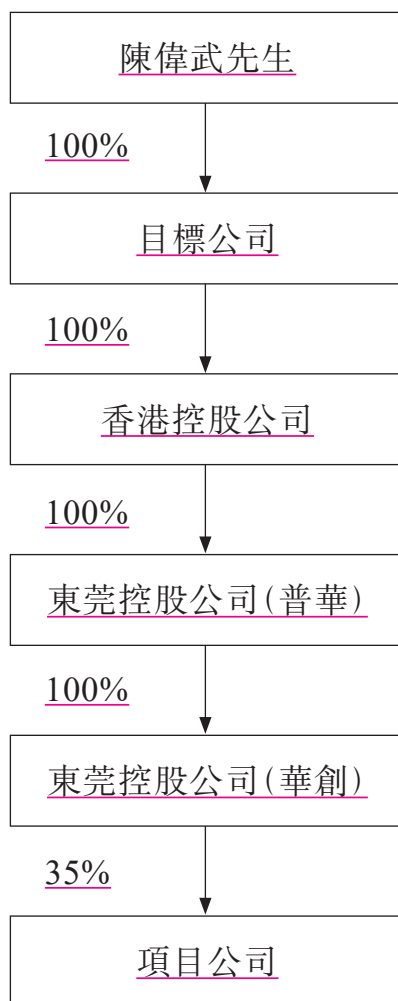 陳偉武先生
100%
目標公司
100%
香港控股公司
100%
東莞控股公司(普華)
100%
東莞控股公司(華創)
35%
項目公司